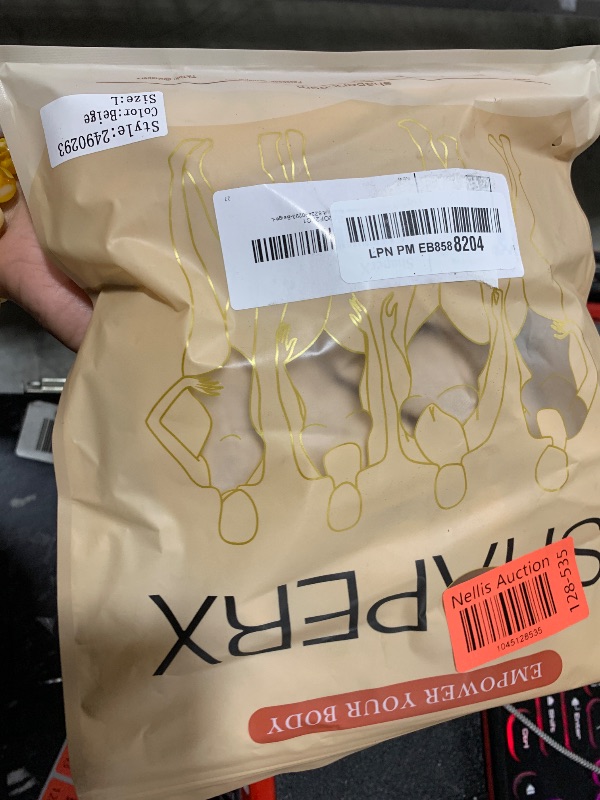 Style:2490293
Color:Beige
Size:L
LPN PM EB8588204
SHAPERX
Nellis Auction
128-535
1045128535
EMPOWER YOUR BODY